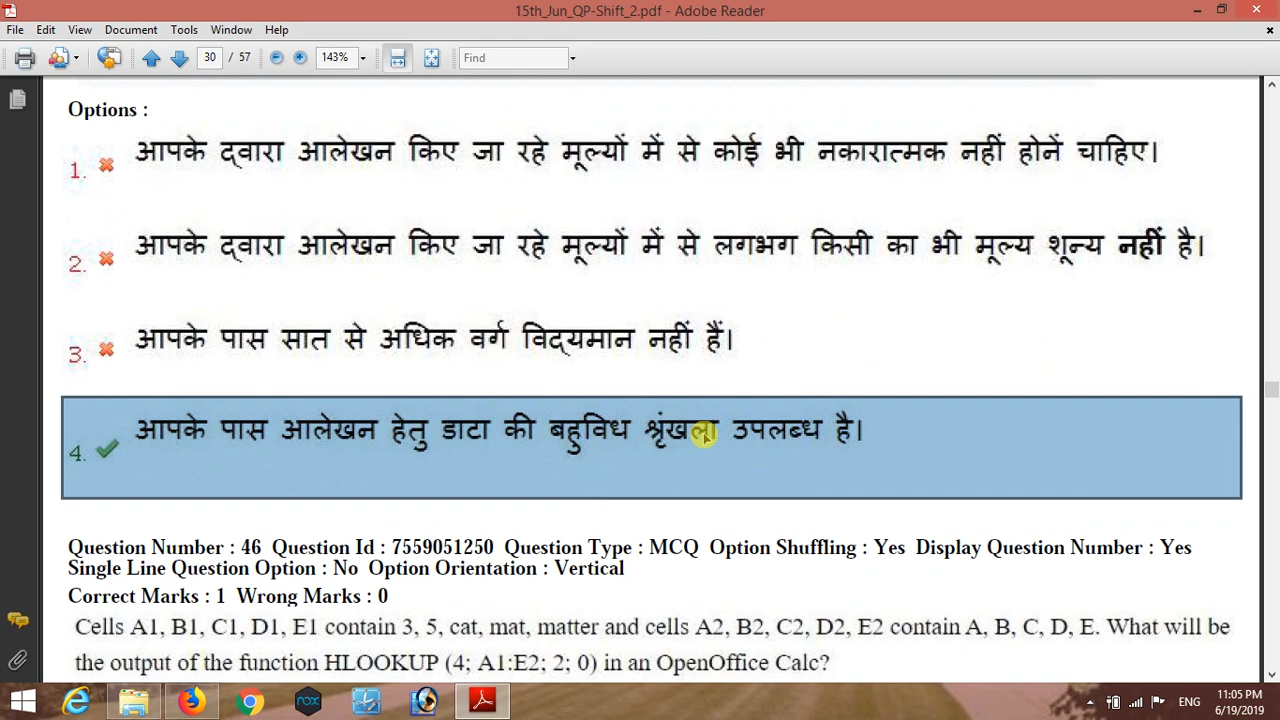 15th_Jun_QP-Shift_2.pdf - Adobe Reader
File Edit View Document Tools Window Help
30 / 57 143% Find
Options :
1. आपके द्वारा आलेखन किए जा रहे मूल्यों में से कोई भी नकारात्मक नहीं होनें चाहिए।
2. आपके द्वारा आलेखन किए जा रहे मूल्यों में से लगभग किसी का भी मूल्य शून्य नहीं है।
3. आपके पास सात से अधिक वर्ग विद्यमान नहीं हैं।
4. आपके पास आलेखन हेतु डाटा की बहुविध श्रृंखला उपलब्ध है।
Question Number : 46 Question Id : 7559051250 Question Type : MCQ Option Shuffling : Yes Display Question Number : Yes
Single Line Question Option : No Option Orientation : Vertical
Correct Marks : 1 Wrong Marks : 0
Cells A1, B1, C1, D1, E1 contain 3, 5, cat, mat, matter and cells A2, B2, C2, D2, E2 contain A, B, C, D, E. What will be
the output of the function HLOOKUP (4; A1:E2; 2; 0) in an OpenOffice Calc?
nox
ENG
11:05 PM
6/19/2019